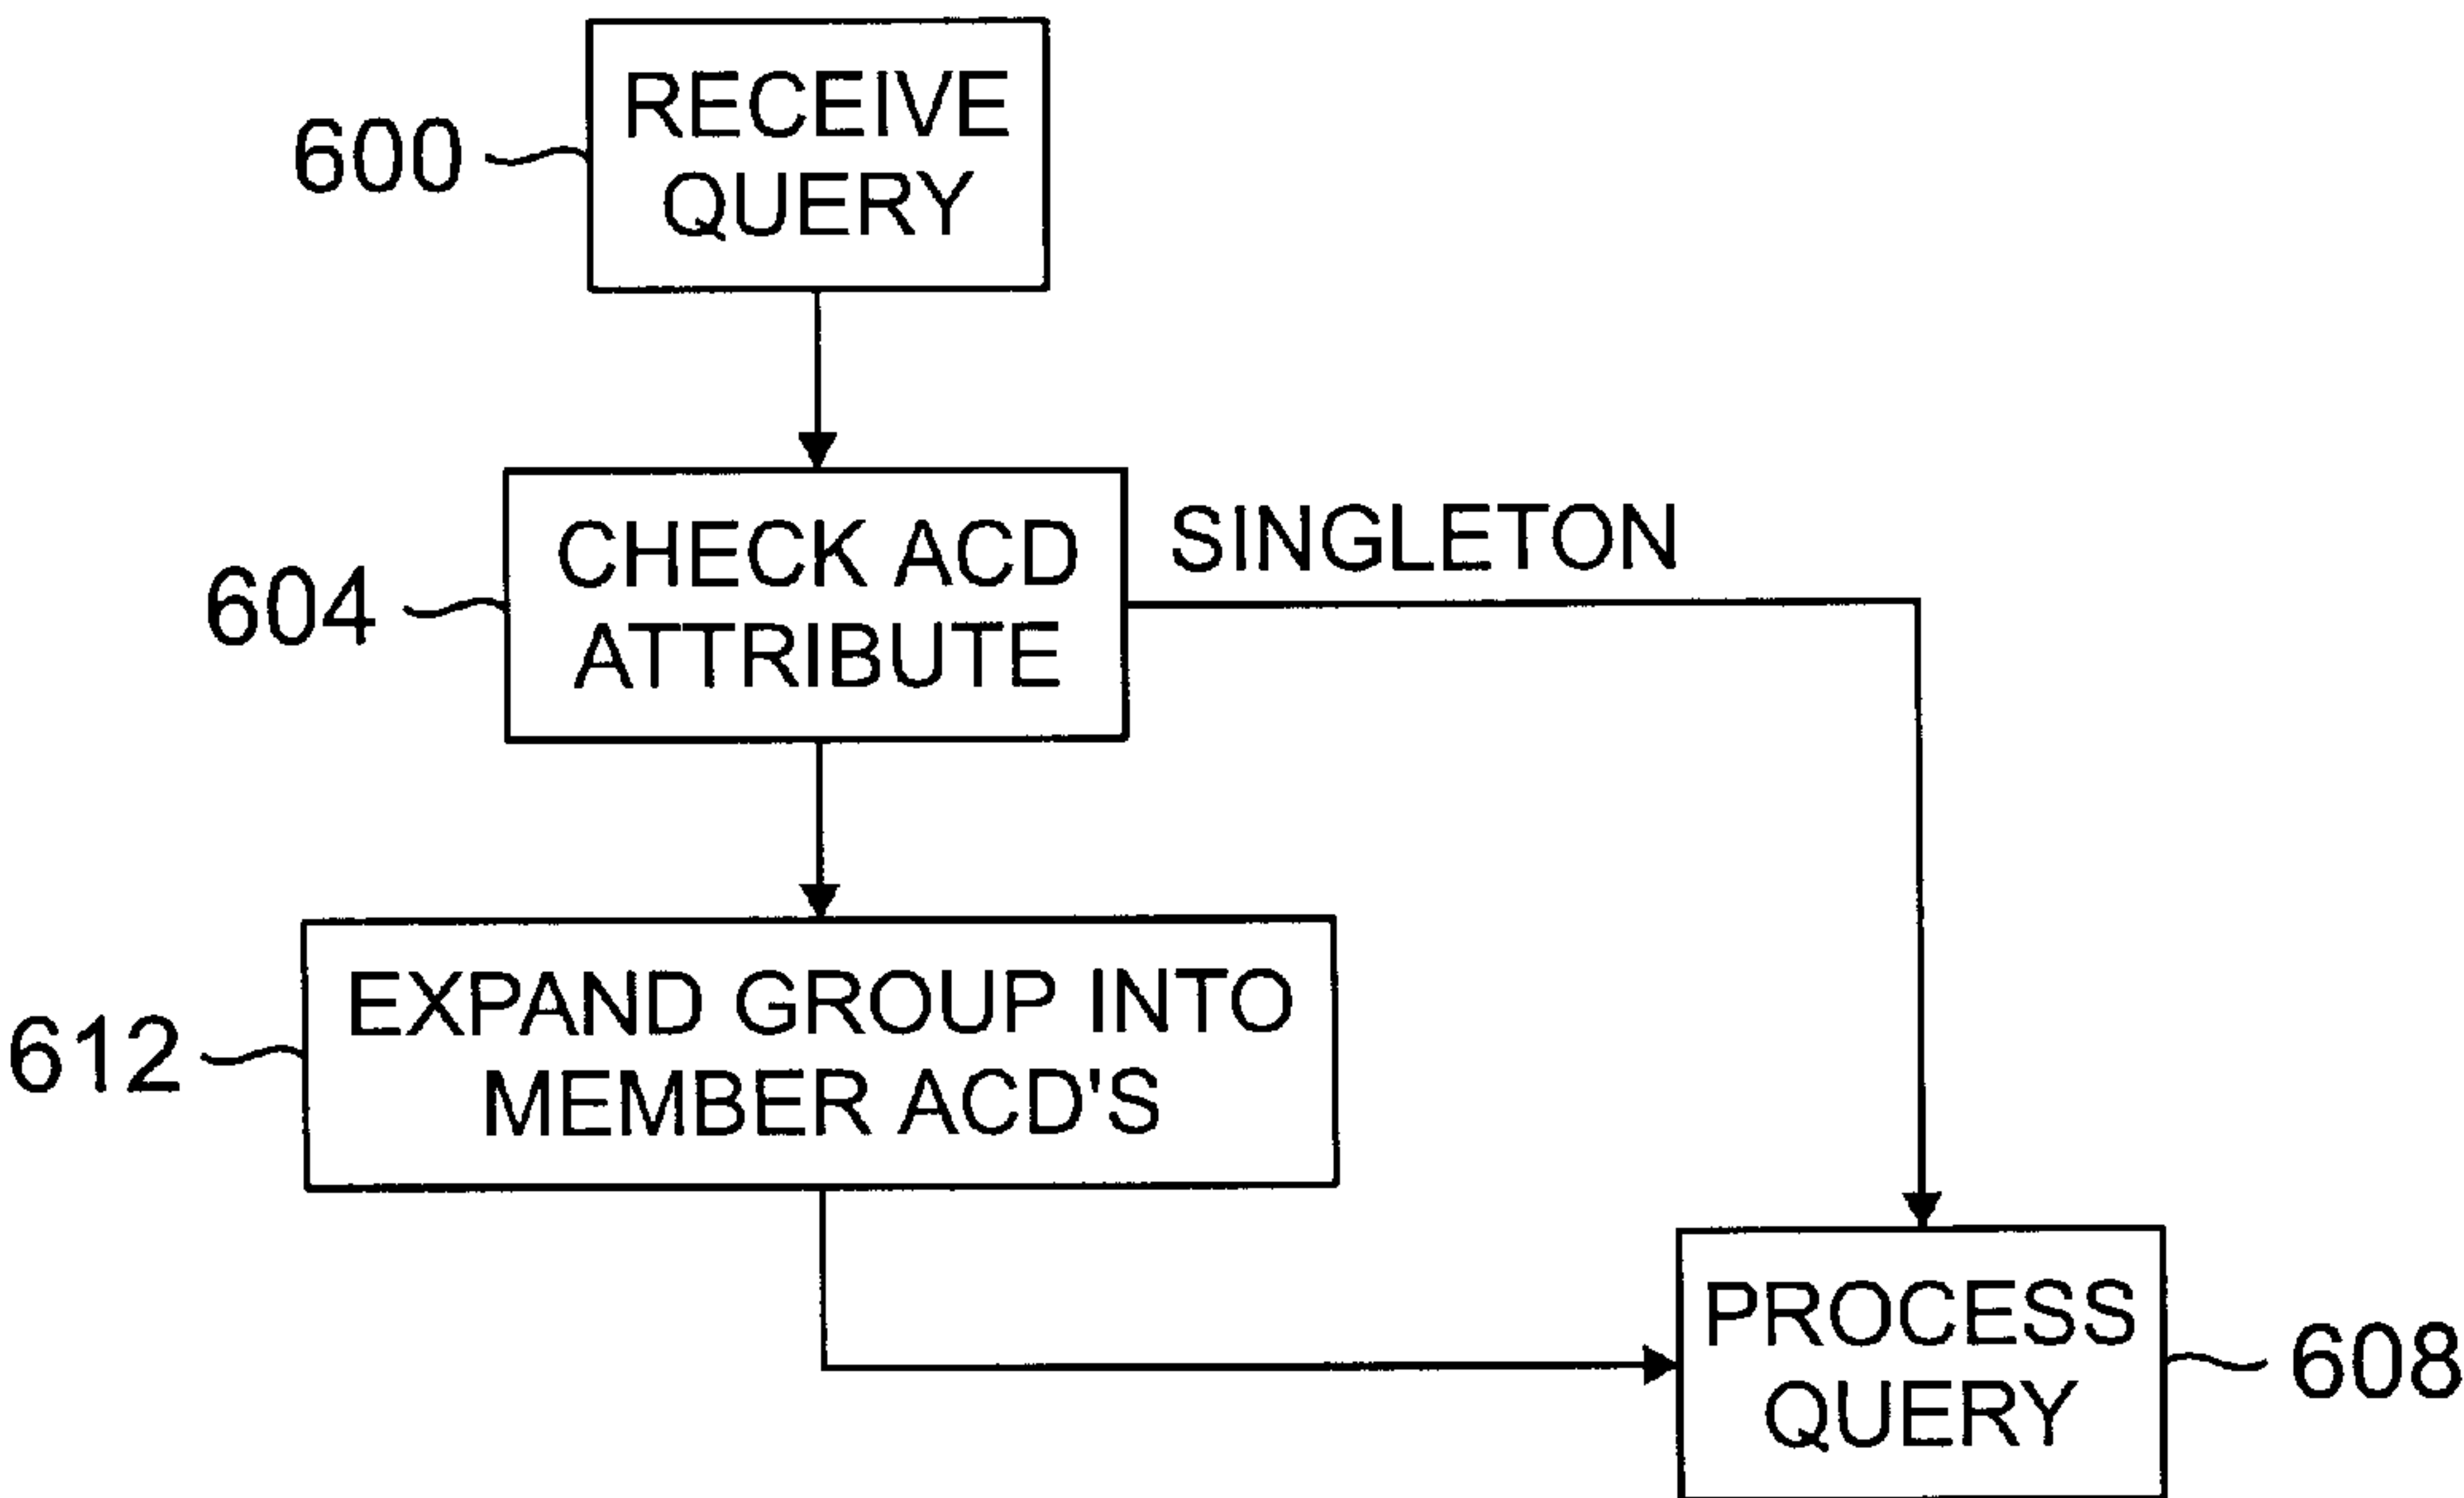 600
RECEIVE
QUERY
604
CHECK ACD
ATTRIBUTE
SINGLETON
612
EXPAND GROUP INTO
MEMBER ACD'S
PROCESS
QUERY
608